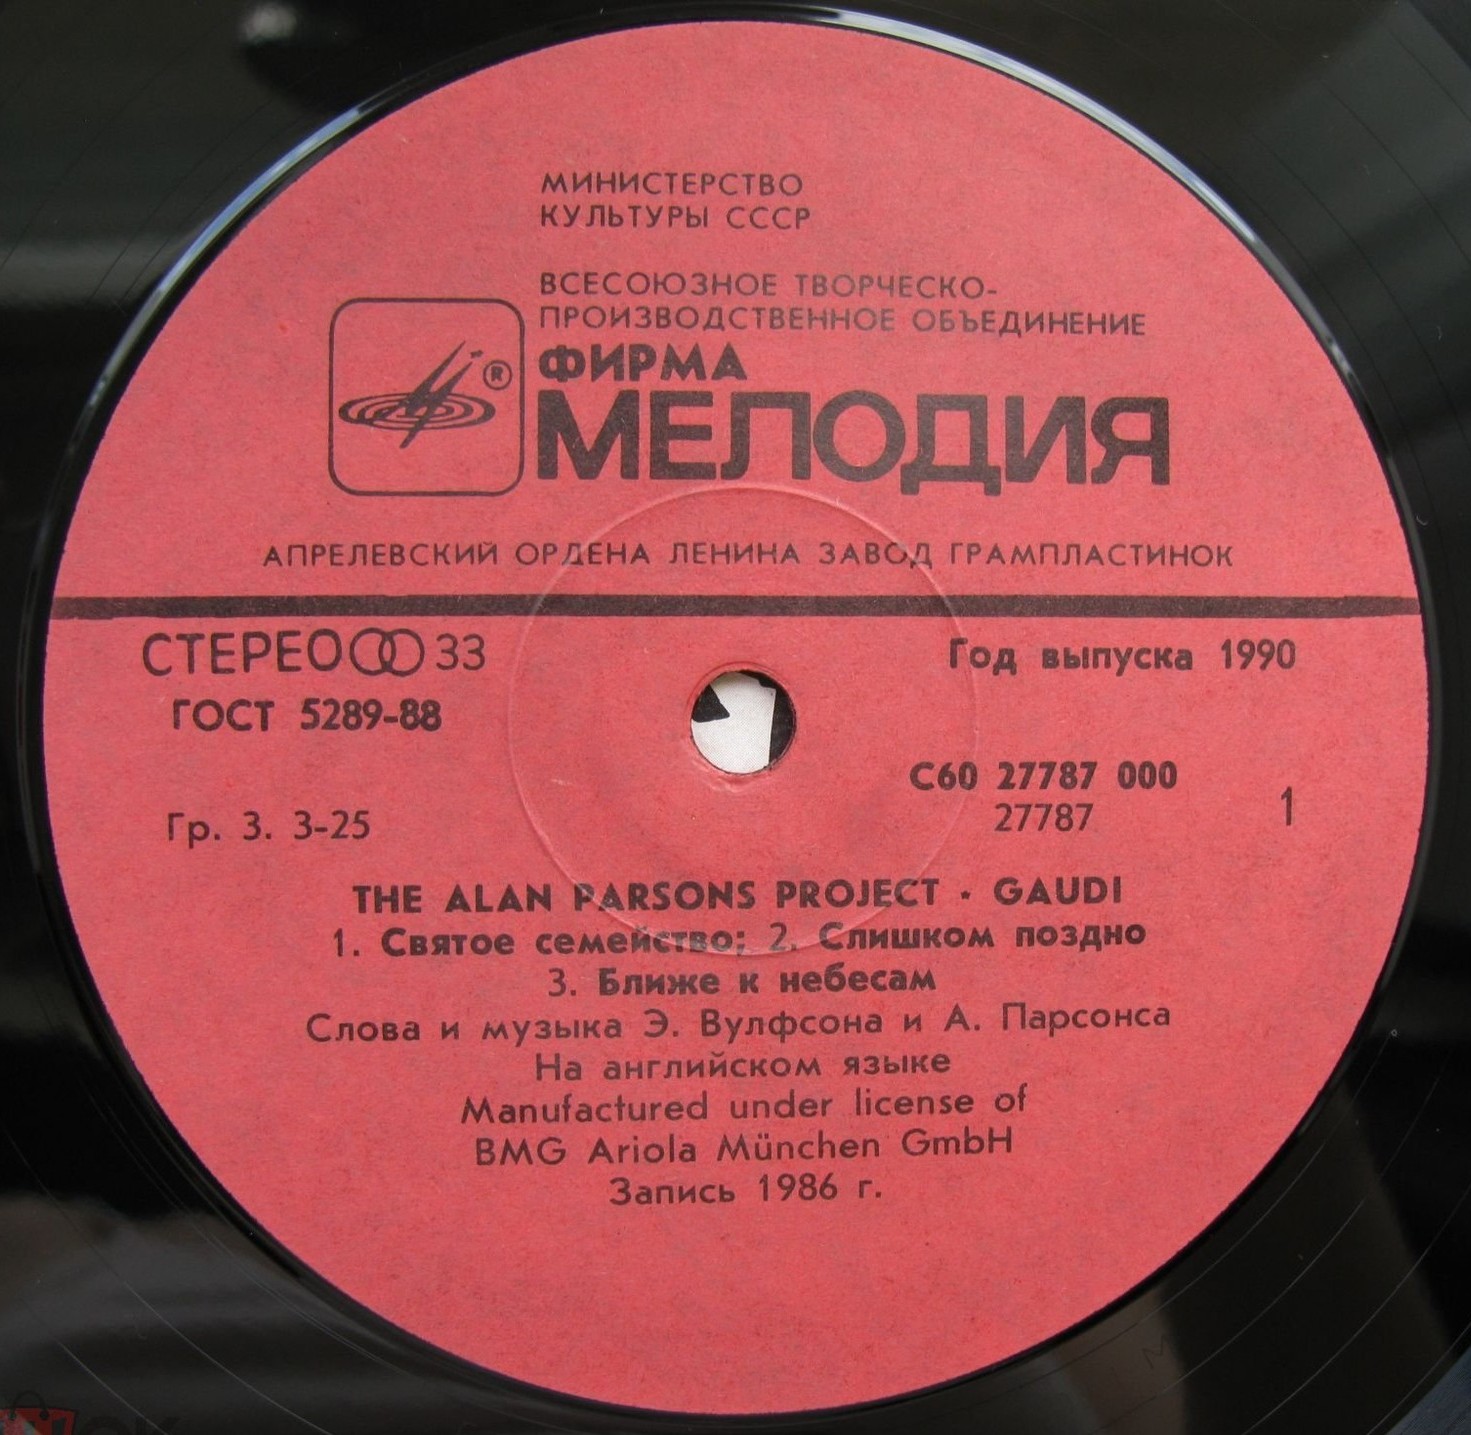 МИНИСТЕРСТВО
КУЛЬТУРЫ СССР
ВСЕСОЮЗНОЕ ТВОРЧЕСКО-
ПРОИЗВОДСТВЕННОЕ ОБЪЕДИНЕНИЕ
ФИРМА
®
МЕЛОДИЯ
АПРЕЛЕВСКИЙ ОРДЕНА ЛЕНИНА ЗАВОД ГРАМПЛАСТИНОК
СТЕРЕО 33
Год выпуска 1990
ГОСТ 5289-88
С60 27787 000
27787
1
Гр. 3. 3-25
THE ALAN PARSONS PROJECT · GAUDI
1. Святое семейство; 2. Слишком поздно
3. Ближе к небесам
Слова и музыка Э. Вулфсона и А. Парсонса
На английском языке
Manufactured under license of
BMG Ariola München GmbH
Запись 1986 г.